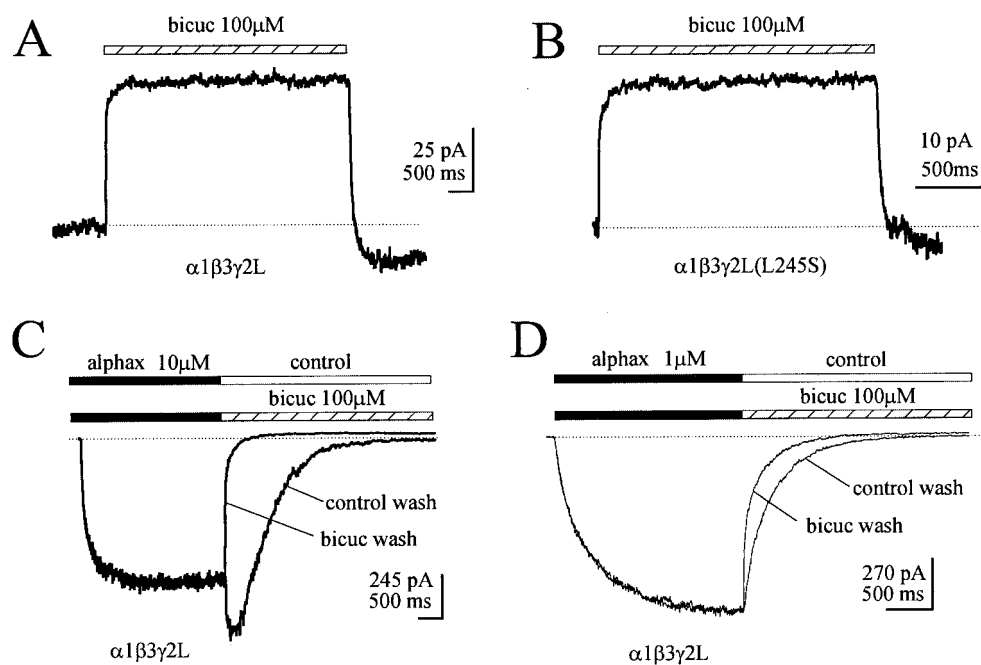 A
bicuc 100μM
25 pA
500 ms
α1β3γ2L
B
bicuc 100μM
10 pA
500ms
α1β3γ2L(L245S)
C
alphax 10μM
control
bicuc 100μM
control wash
bicuc wash
245 pA
500 ms
α1β3γ2L
D
alphax 1μM
control
bicuc 100μM
control wash
bicuc wash
270 pA
500 ms
α1β3γ2L